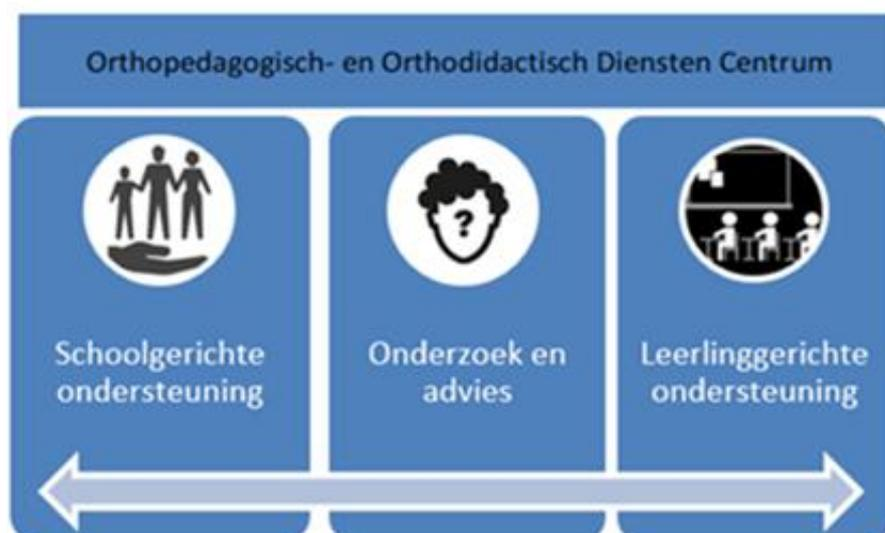 Orthopedagogisch- en Orthodidactisch Diensten Centrum
?
Schoolgerichte
ondersteuning
Onderzoek en
advies
Leerlinggerichte
ondersteuning